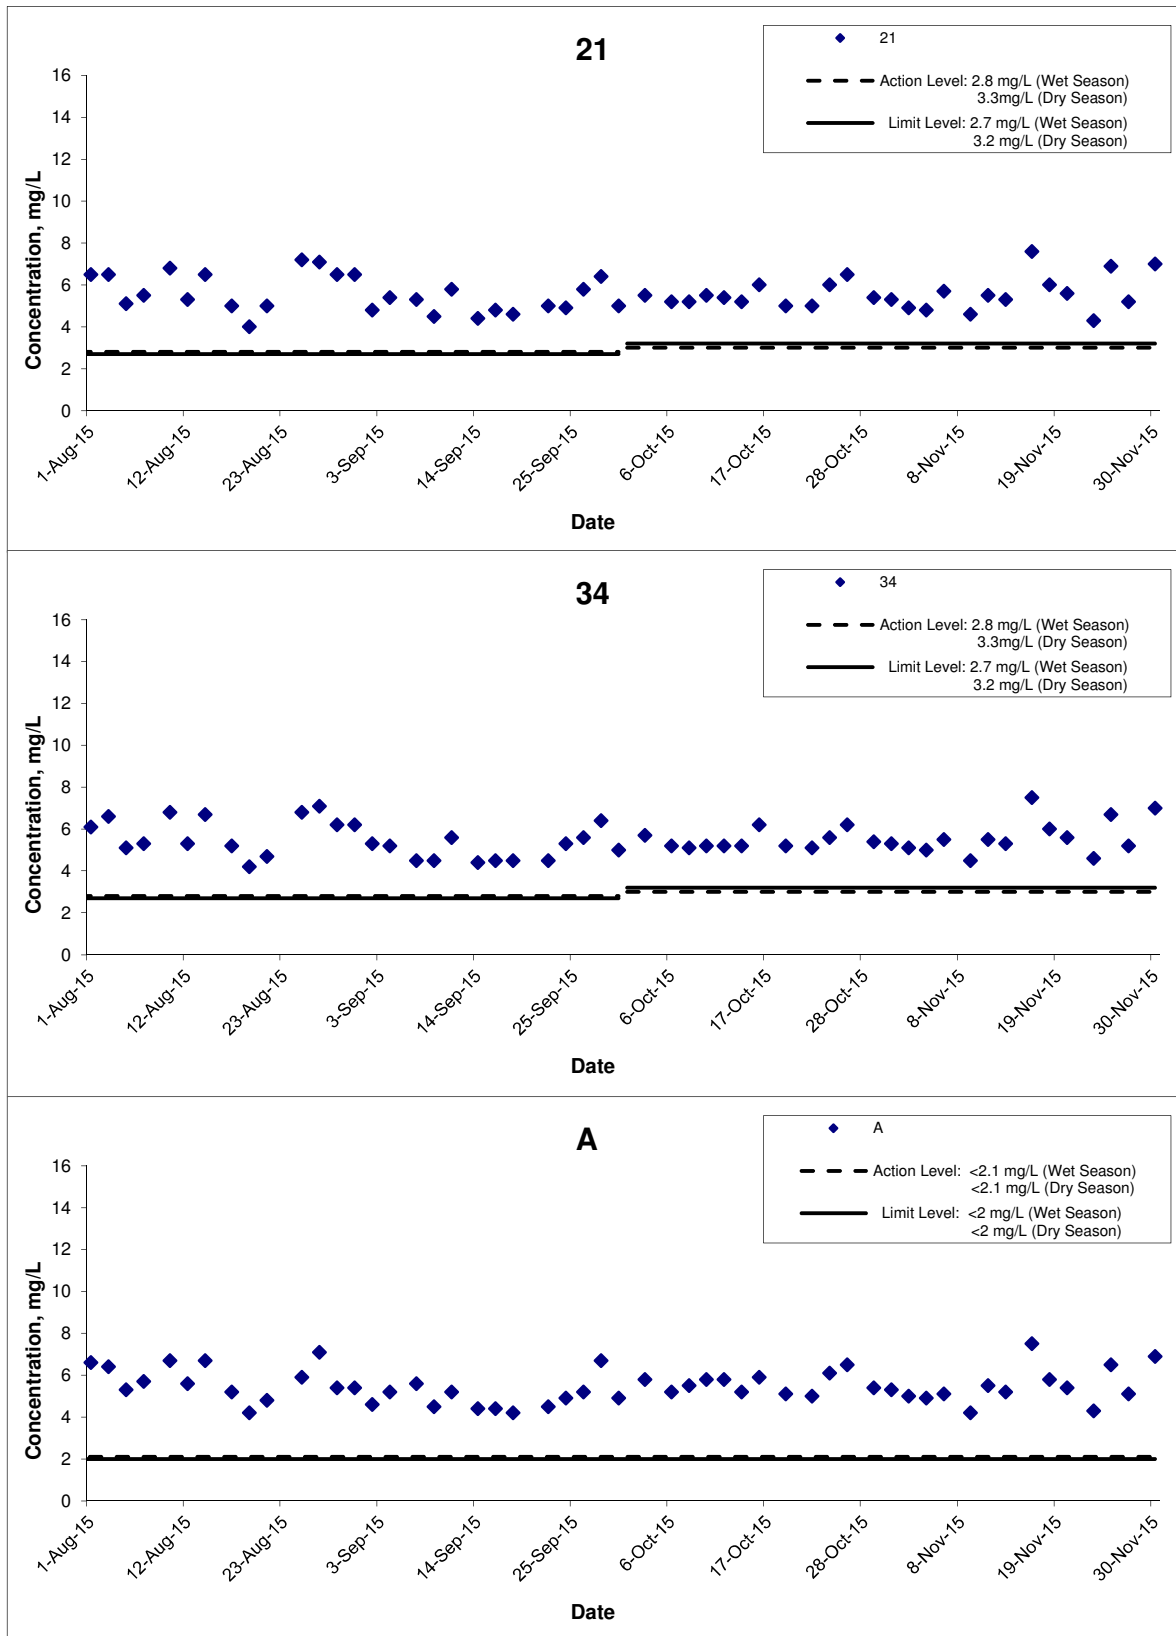 21
21
Action Level: 2.8 mg/L (Wet Season)
3.3mg/L (Dry Season)
Limit Level: 2.7 mg/L (Wet Season)
3.2 mg/L (Dry Season)
Concentration, mg/L
16
14
12
10
8
6
4
2
0
1-Aug-15
12-Aug-15
23-Aug-15
3-Sep-15
14-Sep-15
25-Sep-15
6-Oct-15
17-Oct-15
28-Oct-15
8-Nov-15
19-Nov-15
30-Nov-15
Date
34
34
Action Level: 2.8 mg/L (Wet Season)
3.3mg/L (Dry Season)
Limit Level: 2.7 mg/L (Wet Season)
3.2 mg/L (Dry Season)
Concentration, mg/L
16
14
12
10
8
6
4
2
0
1-Aug-15
12-Aug-15
23-Aug-15
3-Sep-15
14-Sep-15
25-Sep-15
6-Oct-15
17-Oct-15
28-Oct-15
8-Nov-15
19-Nov-15
30-Nov-15
Date
A
A
Action Level: <2.1 mg/L (Wet Season)
<2.1 mg/L (Dry Season)
Limit Level: <2 mg/L (Wet Season)
<2 mg/L (Dry Season)
Concentration, mg/L
16
14
12
10
8
6
4
2
0
1-Aug-15
12-Aug-15
23-Aug-15
3-Sep-15
14-Sep-15
25-Sep-15
6-Oct-15
17-Oct-15
28-Oct-15
8-Nov-15
19-Nov-15
30-Nov-15
Date